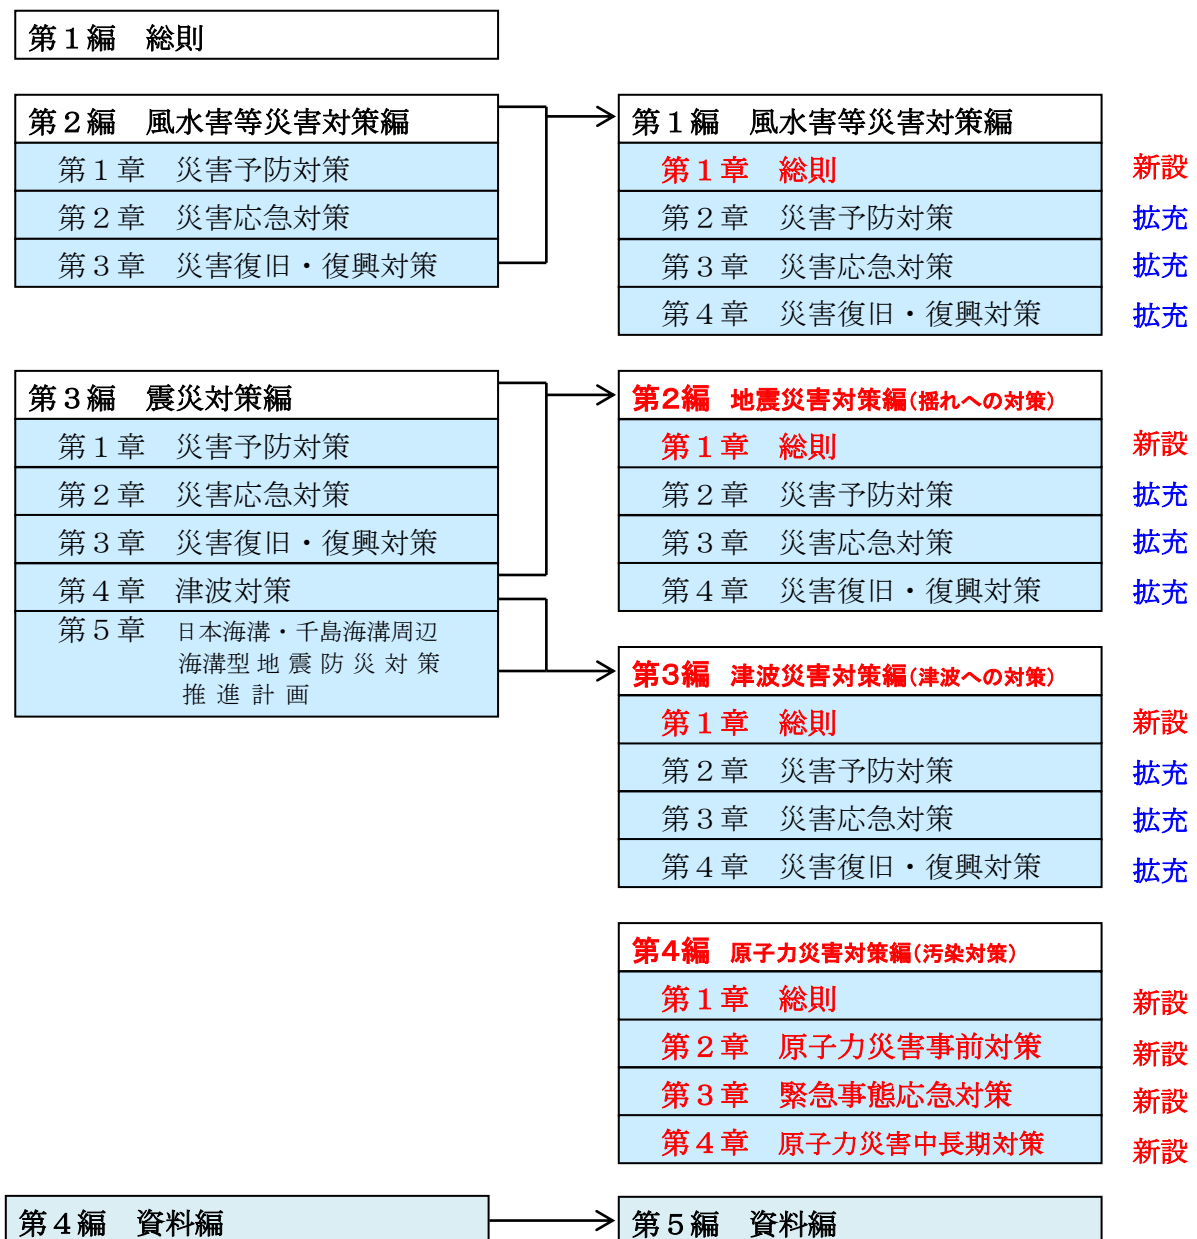 第１編　総則
第２編　風水害等災害対策編
第１章　災害予防対策
第２章　災害応急対策
第３章　災害復旧・復興対策
第１編　風水害等災害対策編
第１章　総則　新設
第２章　災害予防対策　拡充
第３章　災害応急対策　拡充
第４章　災害復旧・復興対策　拡充
第３編　震災対策編
第１章　災害予防対策
第２章　災害応急対策
第３章　災害復旧・復興対策
第４章　津波対策
第５章　日本海溝・千島海溝周辺
海溝型地震防災対策
推進計画
第2編　地震災害対策編（揺れへの対策）
第１章　総則　新設
第２章　災害予防対策　拡充
第３章　災害応急対策　拡充
第４章　災害復旧・復興対策　拡充
第3編　津波災害対策編（津波への対策）
第１章　総則　新設
第２章　災害予防対策　拡充
第３章　災害応急対策　拡充
第４章　災害復旧・復興対策　拡充
第4編　原子力災害対策編（汚染対策）
第１章　総則　新設
第２章　原子力災害事前対策　新設
第３章　緊急事態応急対策　新設
第４章　原子力災害中長期対策　新設
第４編　資料編
第５編　資料編